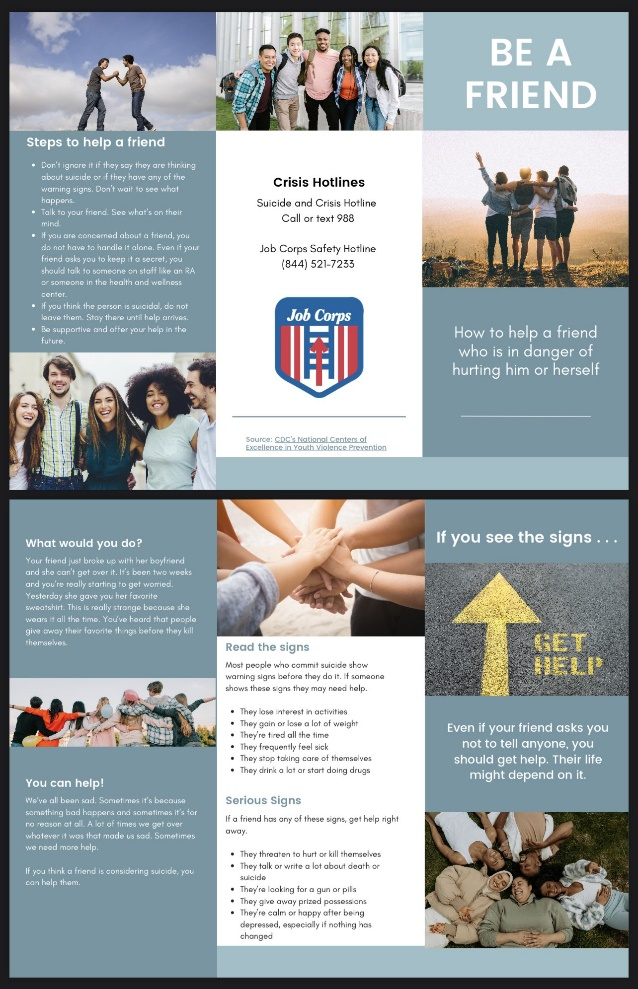 Steps to help a friend
Don't ignore it if they say they are thinking
about suicide or if they have any of the
warning signs. Don't wait to see what
happens.
Talk to your friend. See what's on their
mind.
If you are concerned about a friend, you
do not have to handle it alone. Even if your
friend asks you to keep it a secret, you
should talk to someone on staff like an RA
or someone in the health and wellness
center.
If you think the person is suicidal, do not
leave them. Stay there until help arrives.
Be supportive and offer your help in the
future.
Crisis Hotlines
Suicide and Crisis Hotline
Call or text 988
Job Corps Safety Hotline
(844) 521-7233
Job Corps
Source: CDC's National Centers of
Excellence in Youth Violence Prevention
BE A
FRIEND
How to help a friend
who is in danger of
hurting him or herself
What would you do?
Your friend just broke up with her boyfriend
and she can't get over it. It's been two weeks
and you're really starting to get worried.
Yesterday she gave you her favorite
sweatshirt. This is really strange because she
wears it all the time. You've heard that people
give away their favorite things before they kill
themselves.
You can help!
We've all been sad. Sometimes it's because
something bad happens and sometimes it's for
no reason at all. A lot of times we get over
whatever it was that made us sad. Sometimes
we need more help.
If you think a friend is considering suicide, you
can help them.
Read the signs
Most people who commit suicide show
warning signs before they do it. If someone
shows these signs they may need help.
They lose interest in activities
They gain or lose a lot of weight
They're tired all the time
They frequently feel sick
They stop taking care of themselves
They drink a lot or start doing drugs
Serious Signs
If a friend has any of these signs, get help right
away.
They threaten to hurt or kill themselves
They talk or write a lot about death or
suicide
They're looking for a gun or pills
They give away prized possessions
They're calm or happy after being
depressed, especially if nothing has
changed
If you see the signs . . .
GET
HELP
Even if your friend asks you
not to tell anyone, you
should get help. Their life
might depend on it.